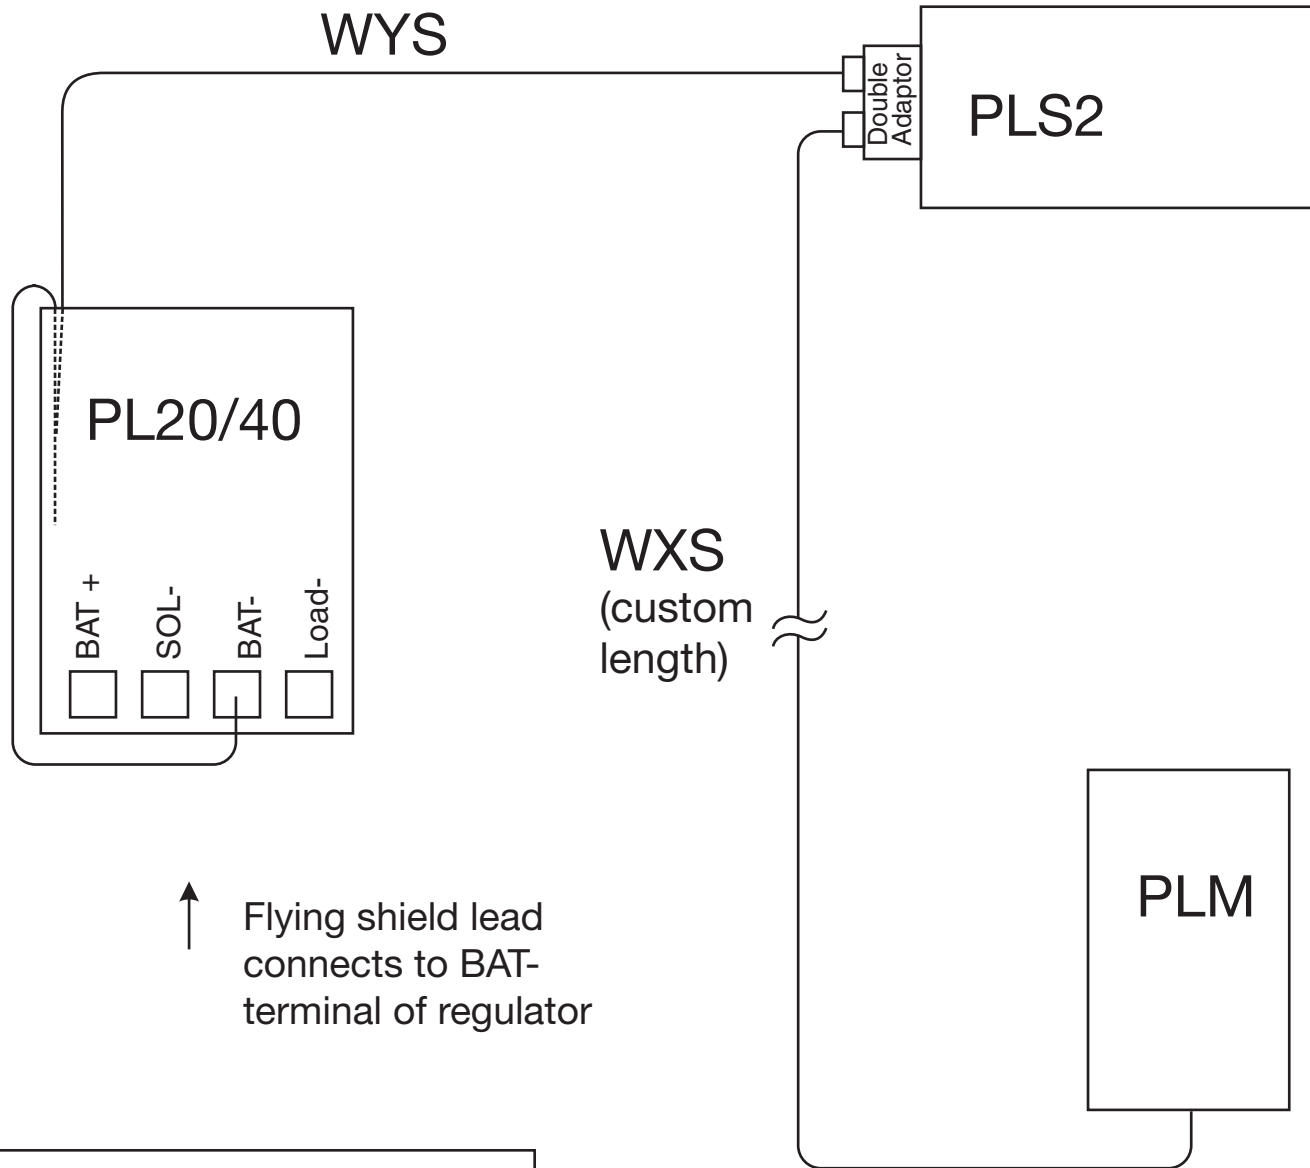 WYS
Double
Adaptor
PLS2
PL20/40
BAT +
SOL-
BAT-
Load-
WXS
(custom
length)
PLM
Flying shield lead
connects to BAT-
terminal of regulator